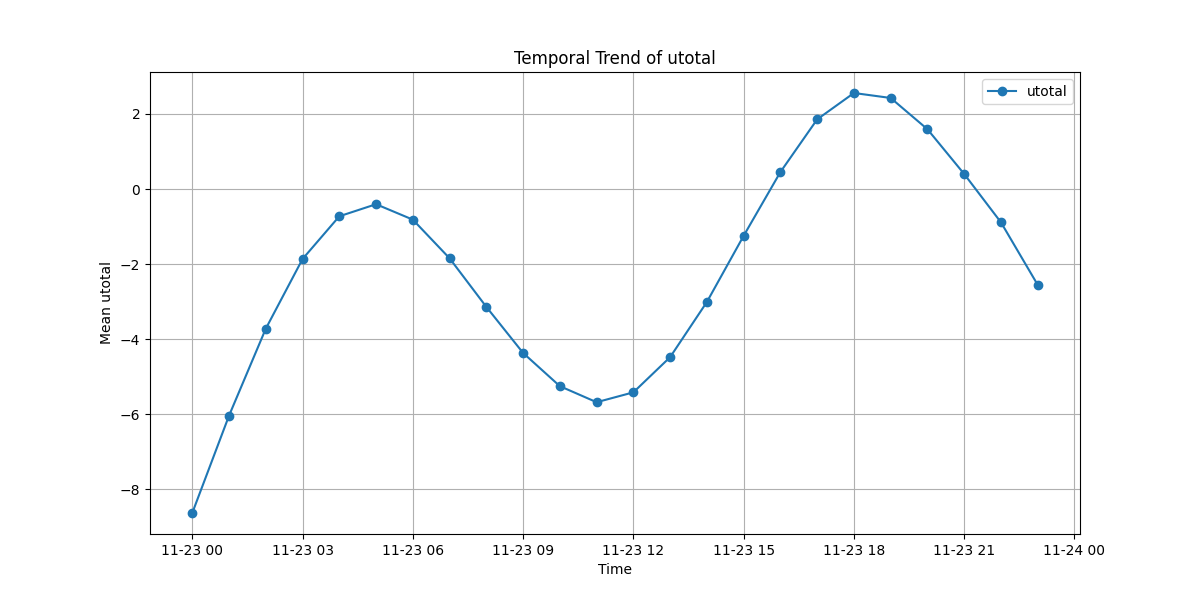 Temporal Trend of utotal
utotal
Mean utotal
2
0
−2
−4
−6
−8
11-23 00 11-23 03 11-23 06 11-23 09 11-23 12 11-23 15 11-23 18 11-23 21 11-24 00
Time